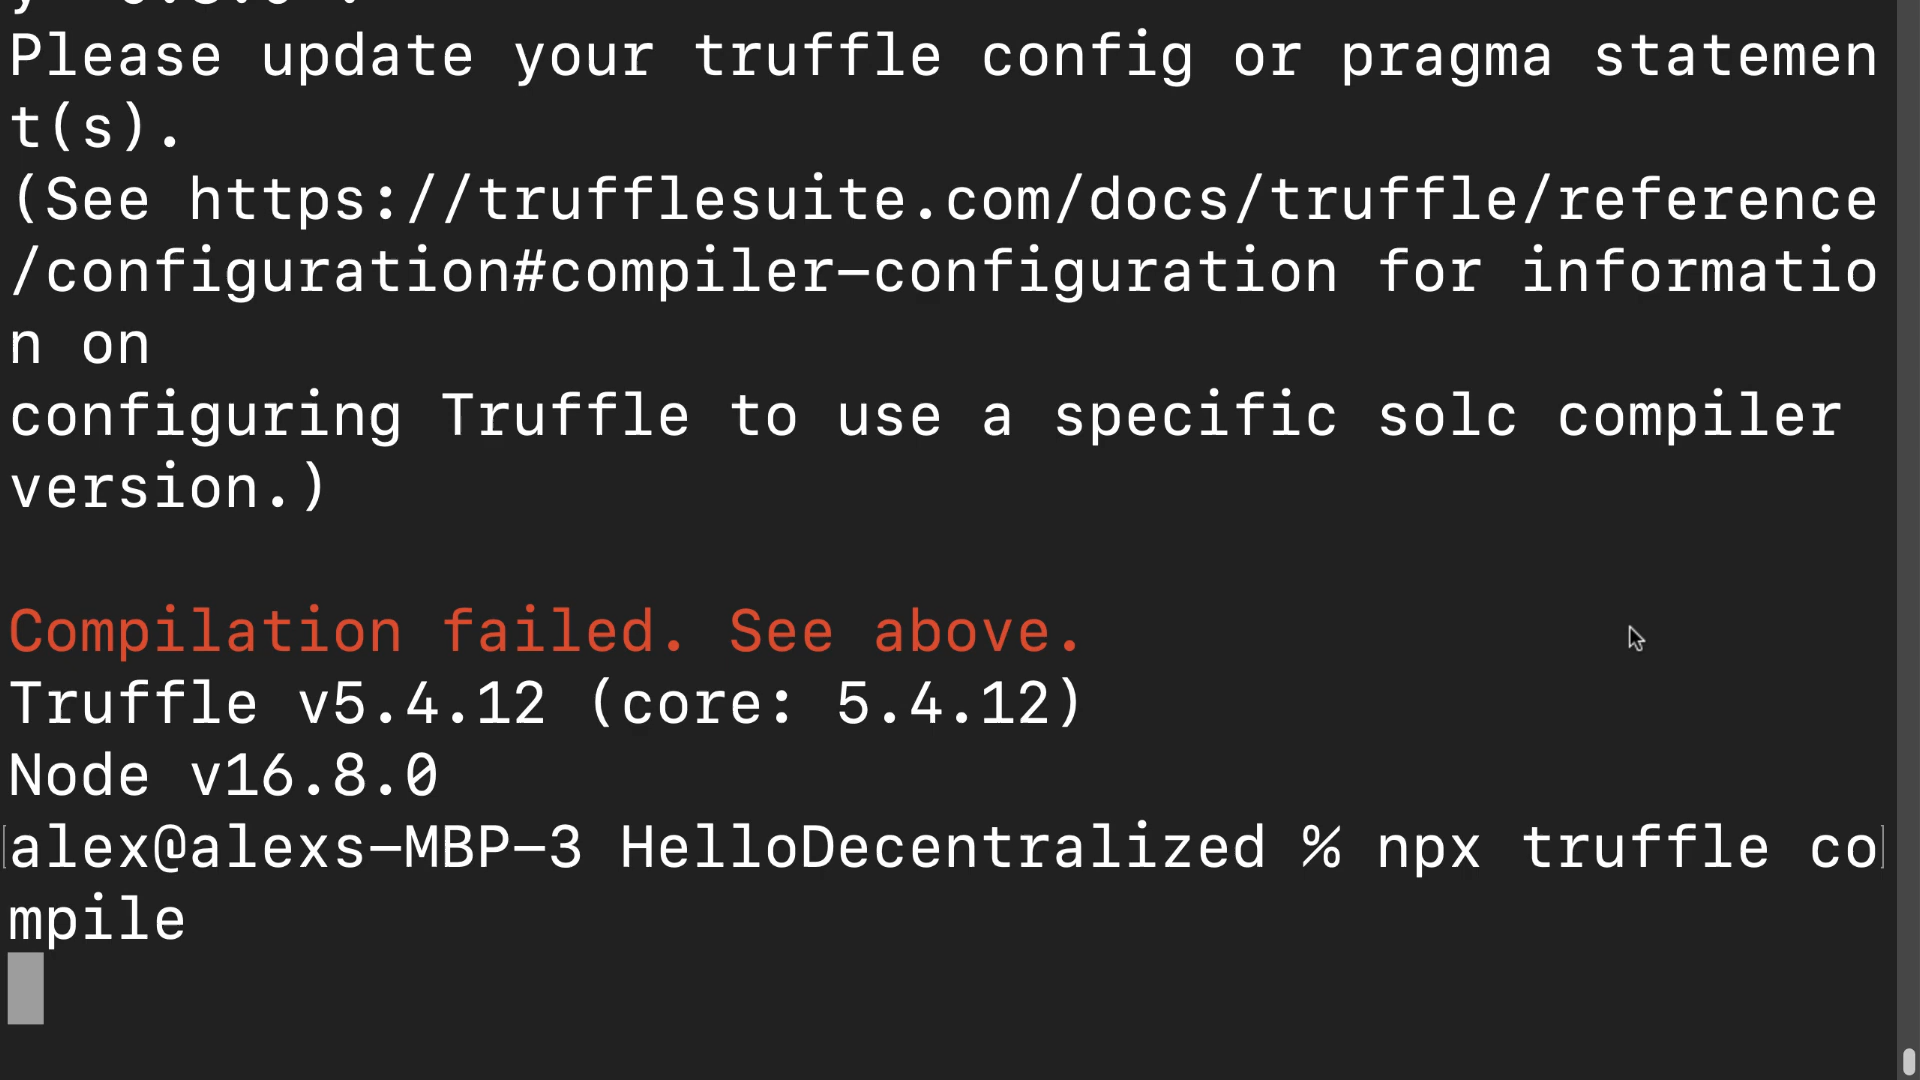 Please update your truffle config or pragma statemen
t(s).
(See https://trufflesuite.com/docs/truffle/reference
/configuration#compiler-configuration for informatio
n on
configuring Truffle to use a specific solc compiler
version.)
Compilation failed. See above.
Truffle v5.4.12 (core: 5.4.12)
Node v16.8.0
alex@alexs-MBP-3 HelloDecentralized % npx truffle co
mpile